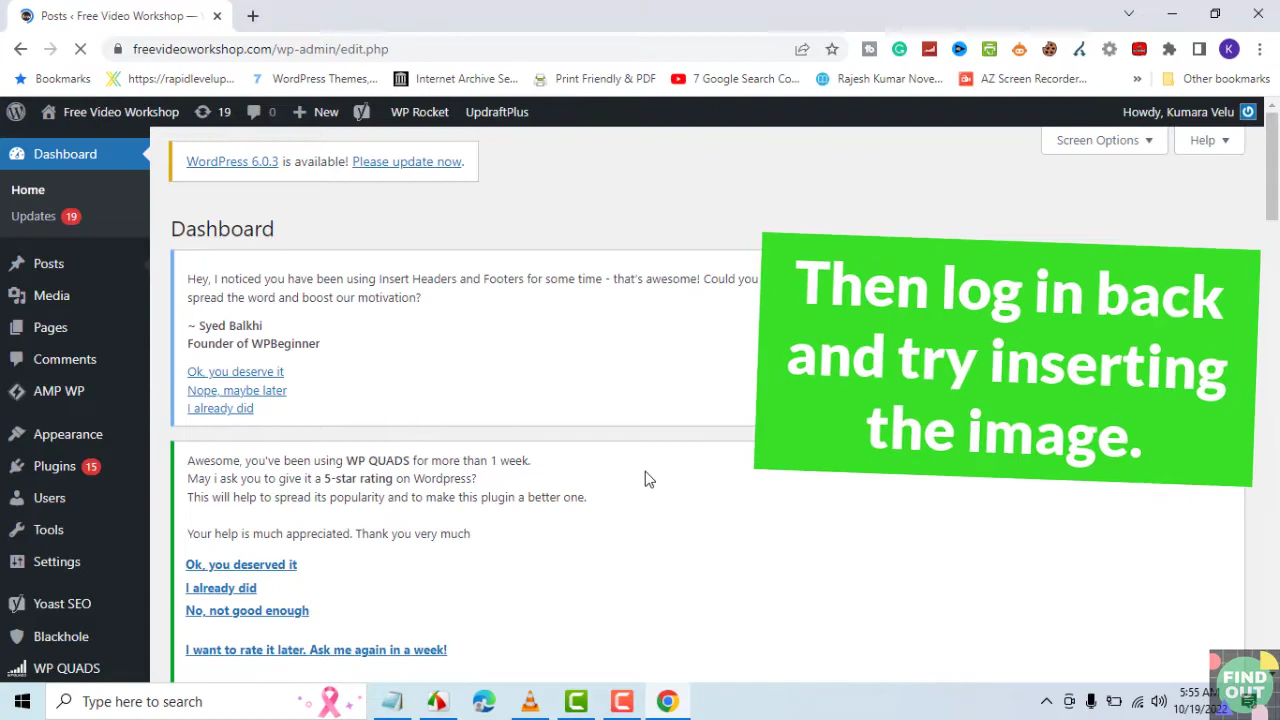 Posts ‹ Free Video Workshop —
freevideoworkshop.com/wp-admin/edit.php
K
Bookmarks
https://rapidlevelup...
WordPress Themes,...
Internet Archive Se...
Print Friendly & PDF
7 Google Search Co...
Rajesh Kumar Nove...
AZ Screen Recorder...
»
Other bookmarks
Free Video Workshop
19
0
New
WP Rocket
UpdraftPlus
Howdy, Kumara Velu
Dashboard
Home
Updates 19
Posts
Media
Pages
Comments
AMP WP
Appearance
Plugins 15
Users
Tools
Settings
Yoast SEO
Blackhole
WP QUADS
Screen Options
Help
WordPress 6.0.3 is available! Please update now.
Dashboard
Hey, I noticed you have been using Insert Headers and Footers for some time - that's awesome! Could you
spread the word and boost our motivation?
~ Syed Balkhi
Founder of WPBeginner
Ok, you deserve it
Nope, maybe later
I already did
Awesome, you've been using WP QUADS for more than 1 week.
May i ask you to give it a 5-star rating on Wordpress?
This will help to spread its popularity and to make this plugin a better one.
Your help is much appreciated. Thank you very much
Ok, you deserved it
I already did
No, not good enough
I want to rate it later. Ask me again in a week!
Then log in back
and try inserting
the image.
Type here to search
5:55 AM
10/19/2022
FIND
OUT